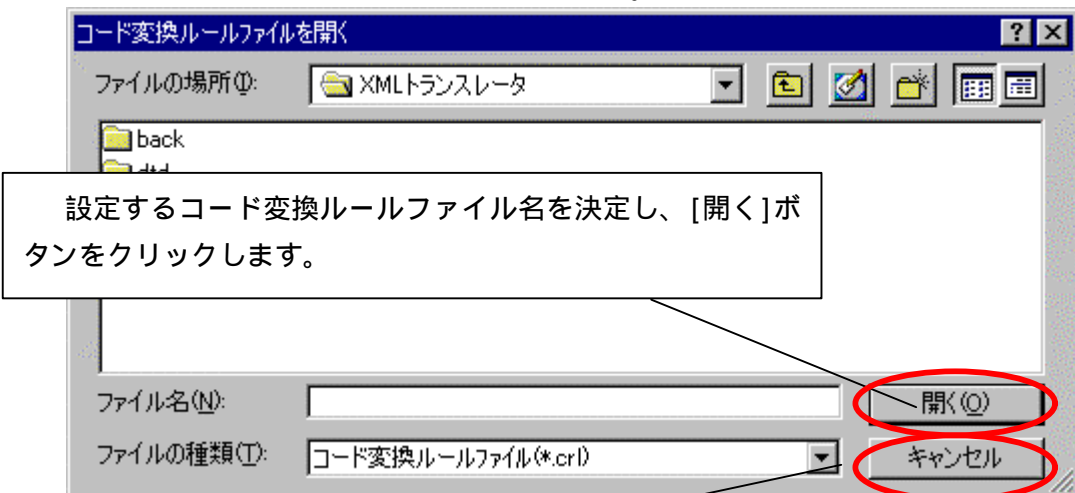 コード変換ルールファイルを開く
ファイルの場所(I):
XMLトランスレータ
back
設定するコード変換ルールファイル名を決定し、[開く]ボ
タンをクリックします。
ファイル名(N):
開く(O)
ファイルの種類(T):
コード変換ルールファイル(*.crl)
キャンセル